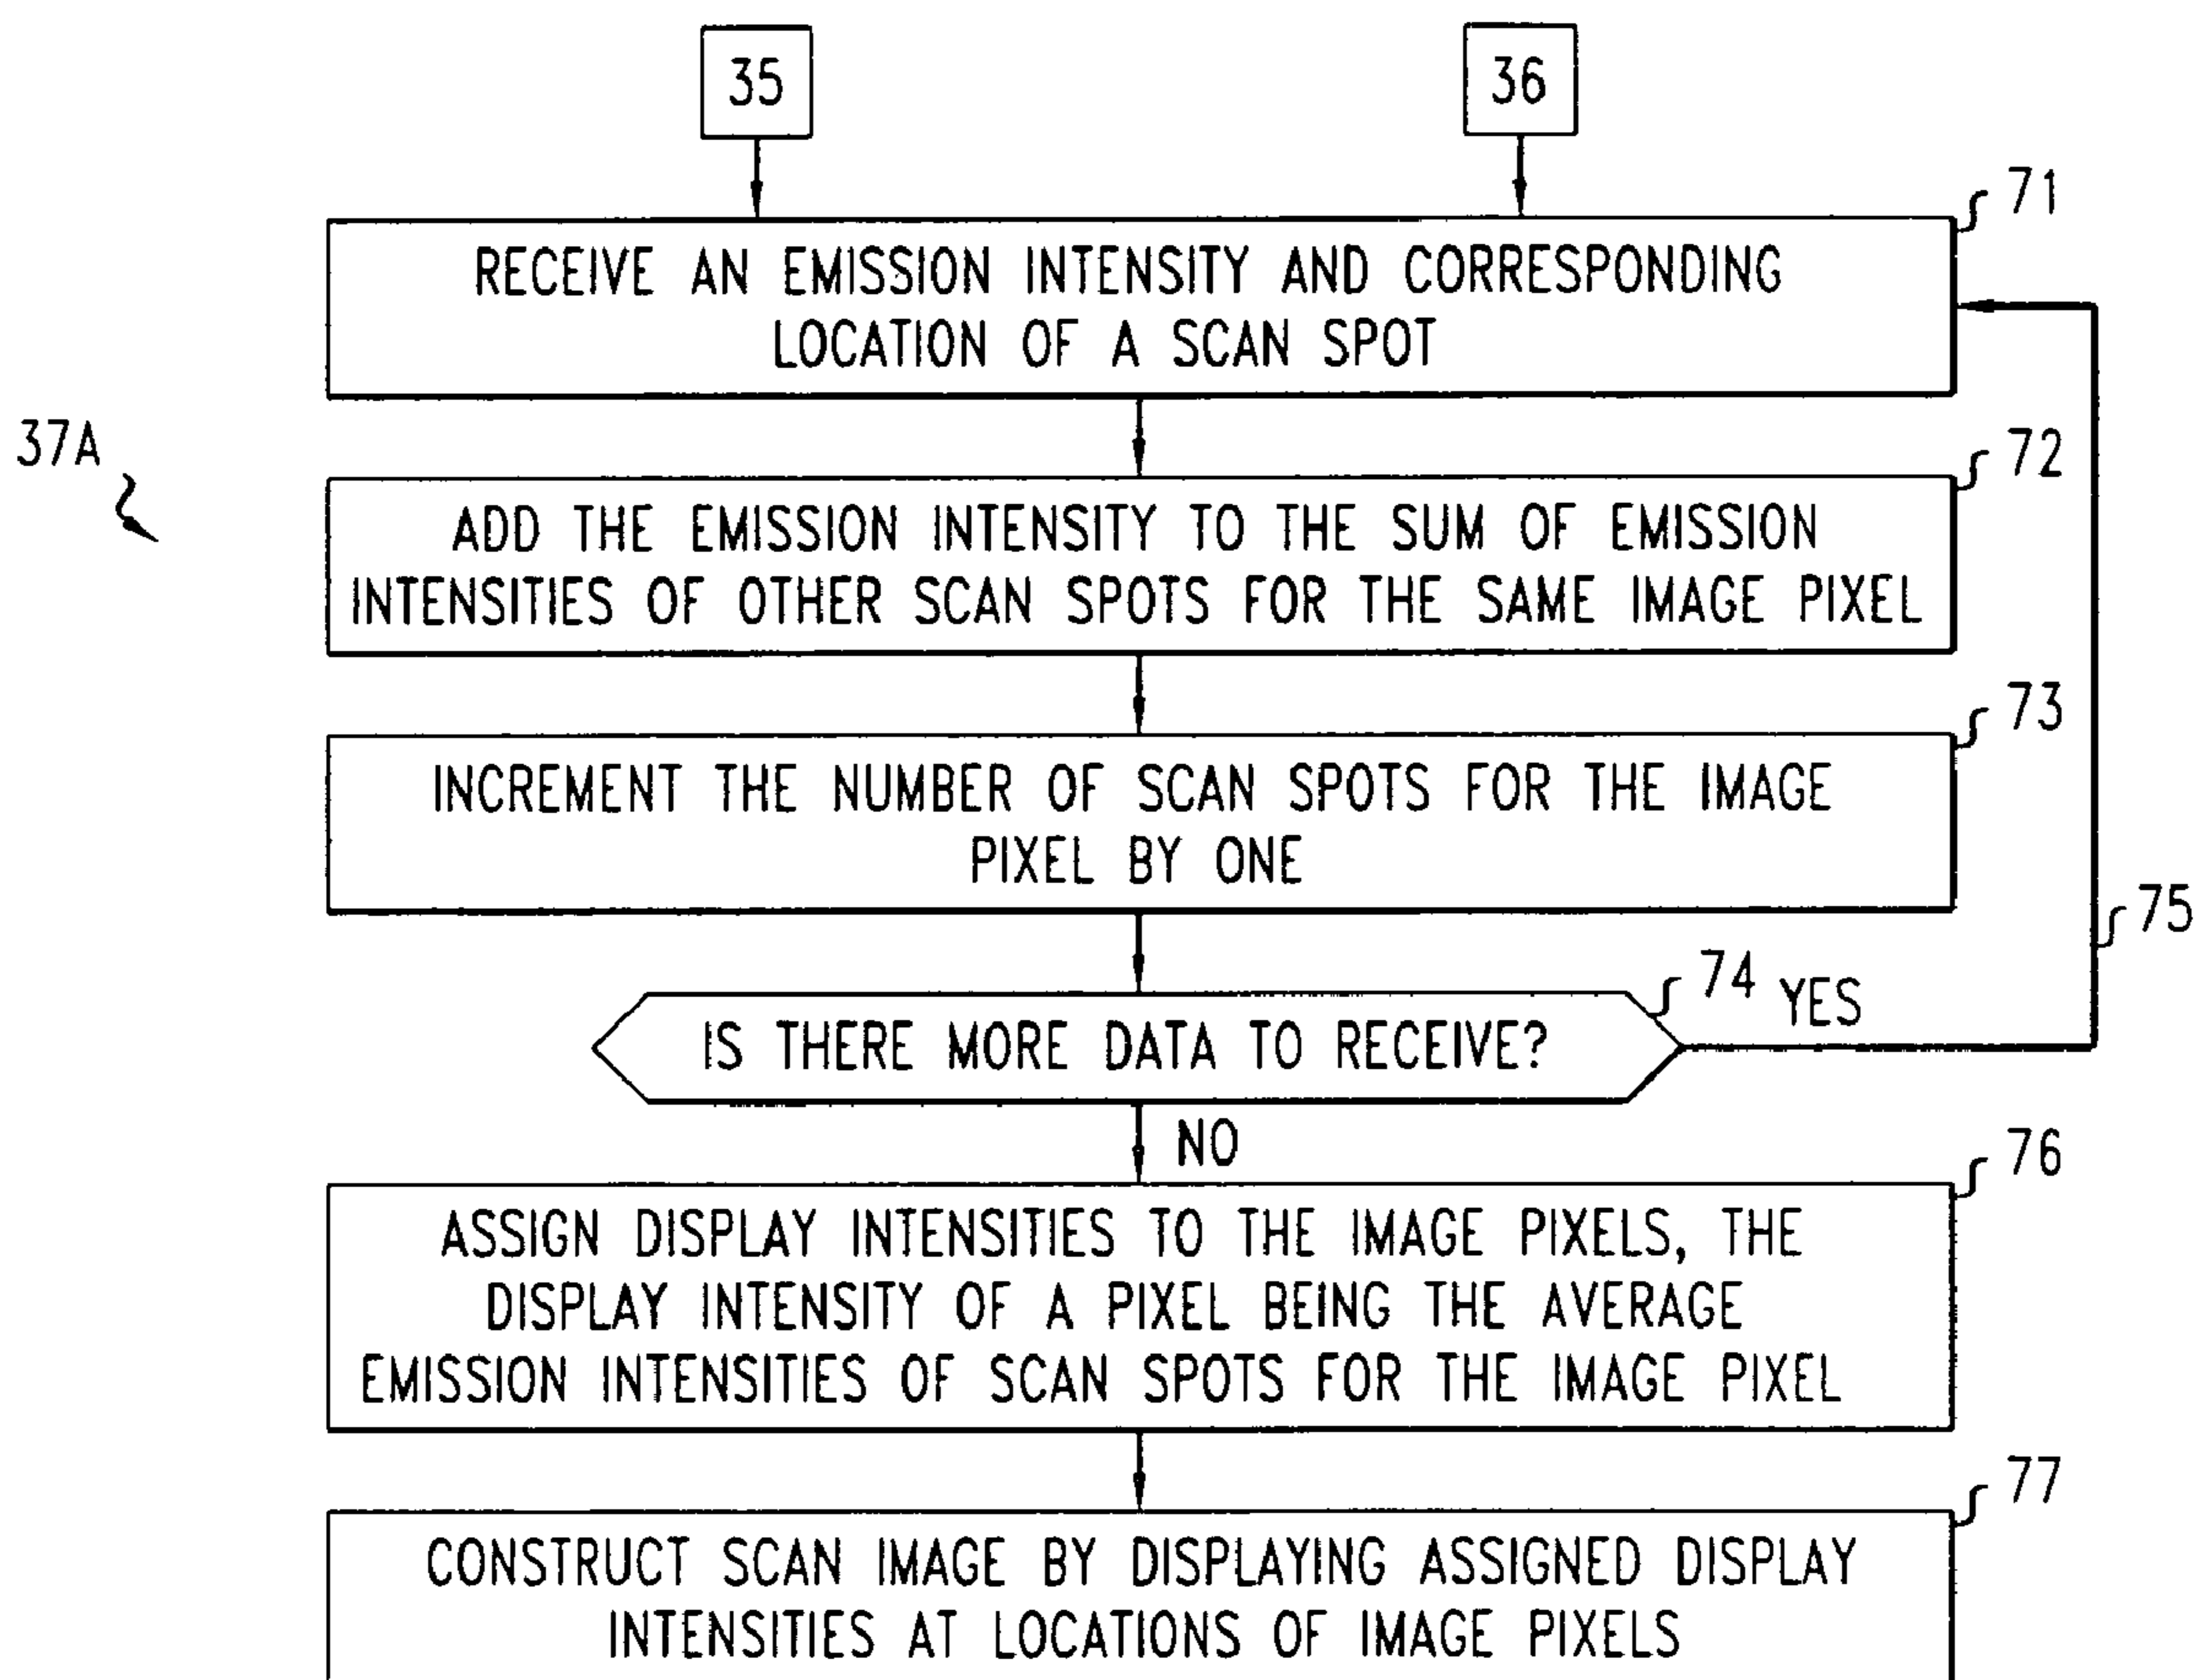 35
36
71
RECEIVE AN EMISSION INTENSITY AND CORRESPONDING
LOCATION OF A SCAN SPOT
37A
72
ADD THE EMISSION INTENSITY TO THE SUM OF EMISSION
INTENSITIES OF OTHER SCAN SPOTS FOR THE SAME IMAGE PIXEL
73
INCREMENT THE NUMBER OF SCAN SPOTS FOR THE IMAGE
PIXEL BY ONE
75
74
YES
IS THERE MORE DATA TO RECEIVE?
NO
76
ASSIGN DISPLAY INTENSITIES TO THE IMAGE PIXELS, THE
DISPLAY INTENSITY OF A PIXEL BEING THE AVERAGE
EMISSION INTENSITIES OF SCAN SPOTS FOR THE IMAGE PIXEL
77
CONSTRUCT SCAN IMAGE BY DISPLAYING ASSIGNED DISPLAY
INTENSITIES AT LOCATIONS OF IMAGE PIXELS